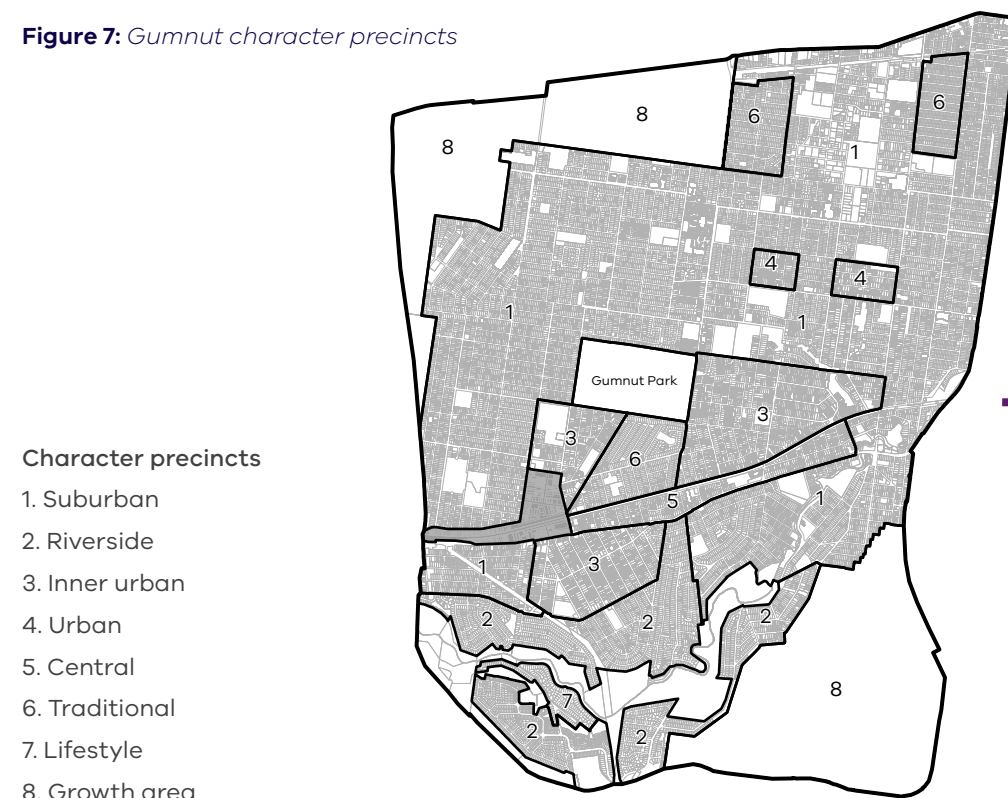 Figure 7: Gumnut character precincts
8
8
6
6
1
4
4
1
1
Gumnut Park
3
3
6
5
1
1
3
2
2
2
7
2
2
8
Character precincts
1. Suburban
2. Riverside
3. Inner urban
4. Urban
5. Central
6. Traditional
7. Lifestyle
8. Growth area